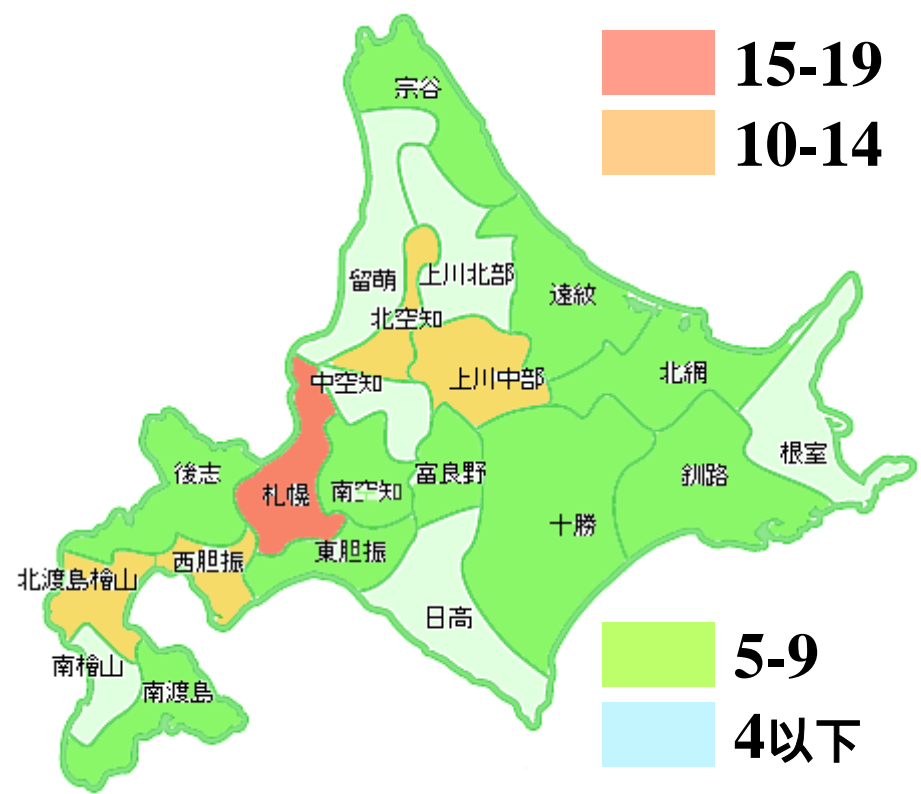 15-19
10-14
宗谷
留萌
上川北部
遠紋
北空知
中空知
上川中部
北網
後志
札幌
南空知
富良野
釧路
根室
十勝
北渡島檜山
西胆振
東胆振
日高
南檜山
南渡島
5-9
4以下